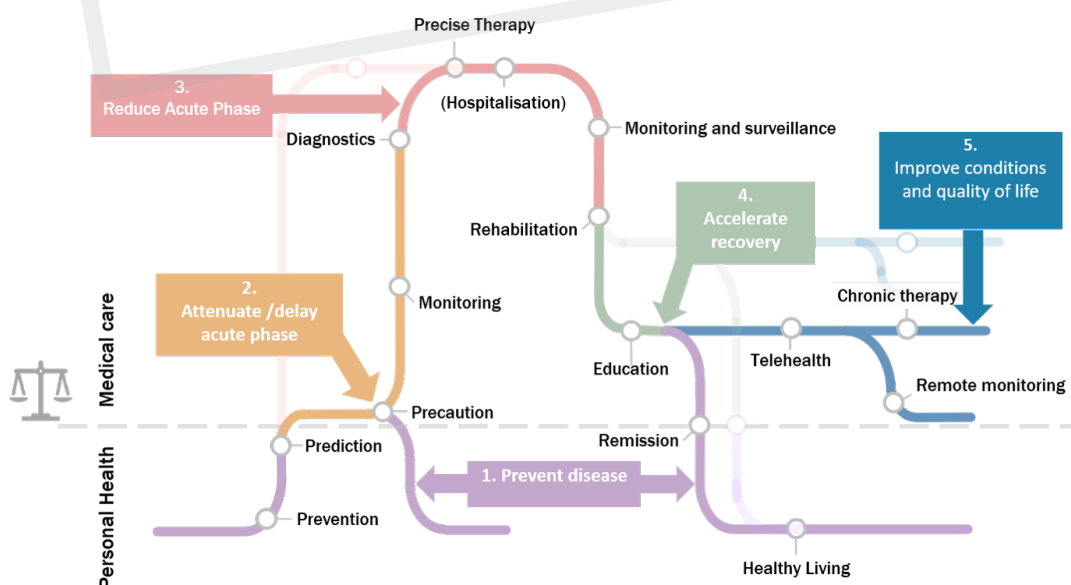 Precise Therapy
3.
Reduce Acute Phase
(Hospitalisation)
Diagnostics
Monitoring and surveillance
5.
Improve conditions
and quality of life
4.
Accelerate
recovery
Rehabilitation
2.
Attenuate /delay
acute phase
Monitoring
Chronic therapy
Medical care
Education
Telehealth
Remote monitoring
Precaution
Prediction
Remission
1. Prevent disease
Personal Health
Prevention
Healthy Living